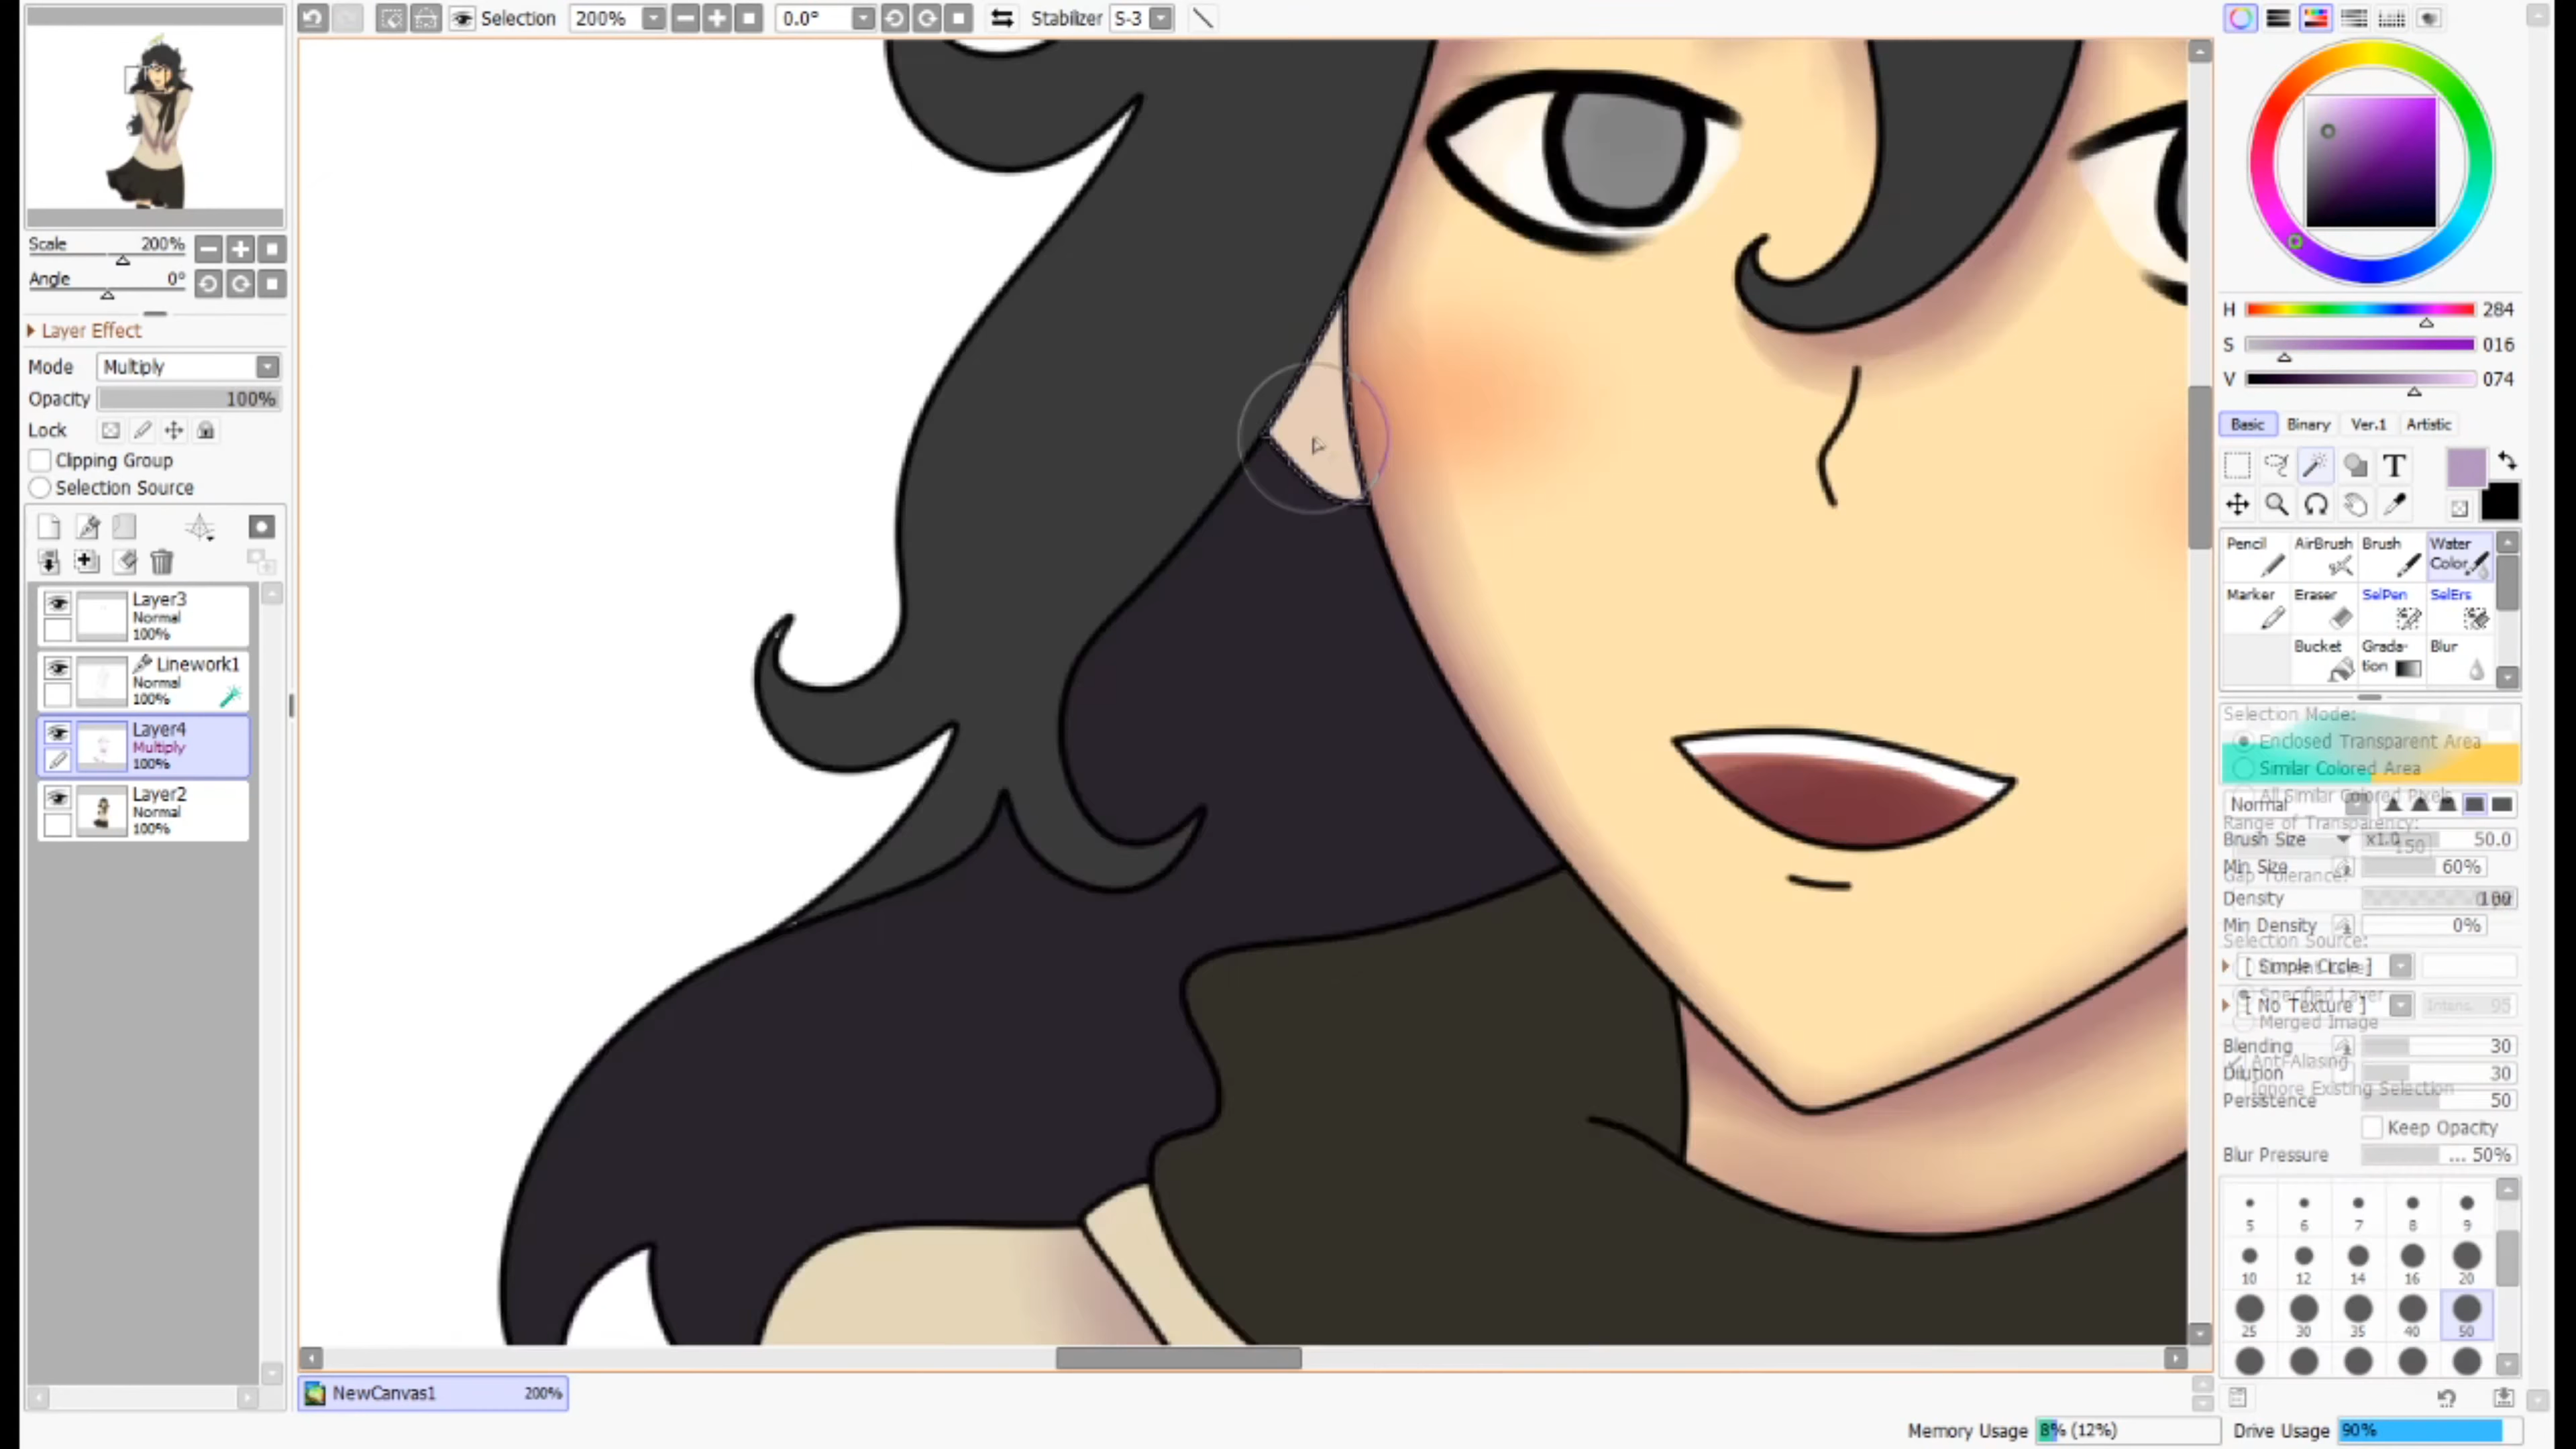 Selection 200% 0.0° Stabilizer S-3
Scale 200%
Angle 0°
Layer Effect
Mode Multiply
Opacity 100%
Lock
Clipping Group
Selection Source
Layer3
Normal
100%
Linework1
Normal
100%
Layer4
Multiply
100%
Layer2
Normal
100%
NewCanvas1 200%
H 284
S 016
V 074
Basic Binary Ver.1 Artistic
T
Pencil AirBrush Brush Water Color
Marker Eraser SelPen SelErs
Bucket Grada-tion Blur
Selection Mode:
Enclosed Transparent Area
Similar Colored Area
All Similar Colored Pixels
Normal
Range of Transparency:
Brush Size x1.0 50.0
150
Min Size 60%
Gap Tolerance:
Density 100
Min Density 0%
Selection Source:
[ Simple Circle ]
Specified Layer
[ No Texture ] Intens. 95
Merged Image
Blending 30
Anti-Aliasing
Dilution 30
Ignore Existing Selection
Persistence 50
Keep Opacity
Blur Pressure ... 50%
5 6 7 8 9
10 12 14 16 20
25 30 35 40 50
Memory Usage 8% (12%) Drive Usage 90%